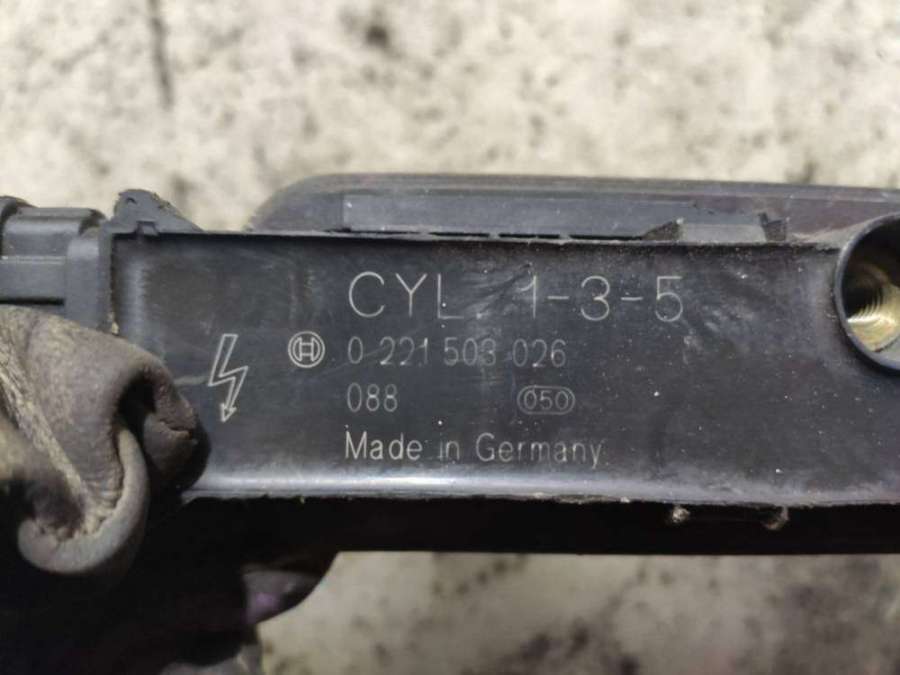 CYL. 1-3-5
0 221 503 026
088 050
Made in Germany